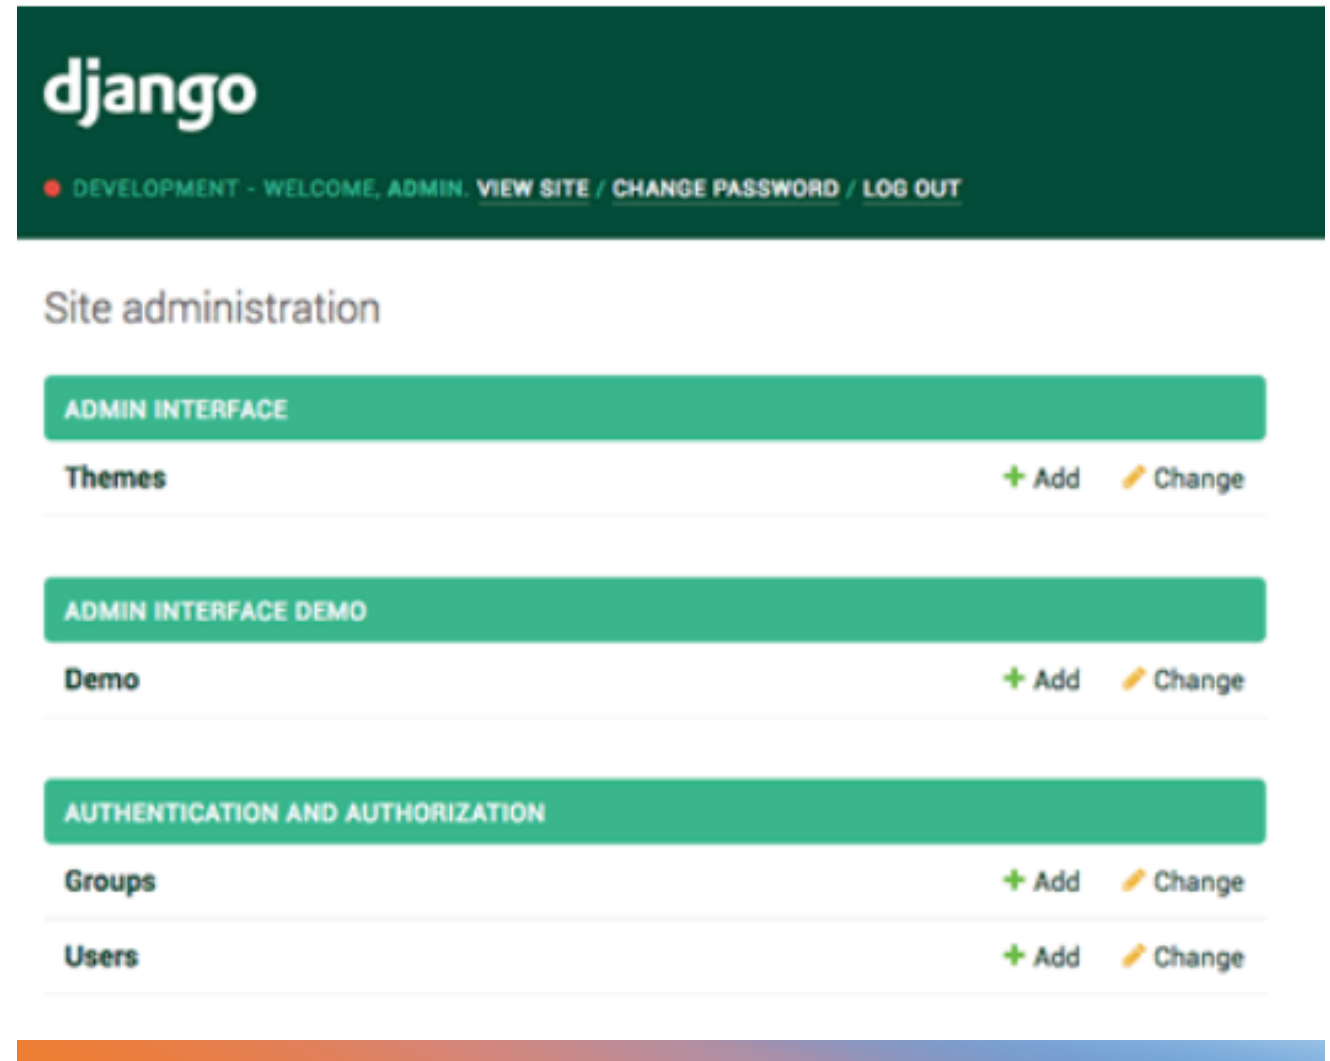 django
DEVELOPMENT - WELCOME, ADMIN. VIEW SITE / CHANGE PASSWORD / LOG OUT
Site administration
ADMIN INTERFACE
Themes + Add Change
ADMIN INTERFACE DEMO
Demo + Add Change
AUTHENTICATION AND AUTHORIZATION
Groups + Add Change
Users + Add Change